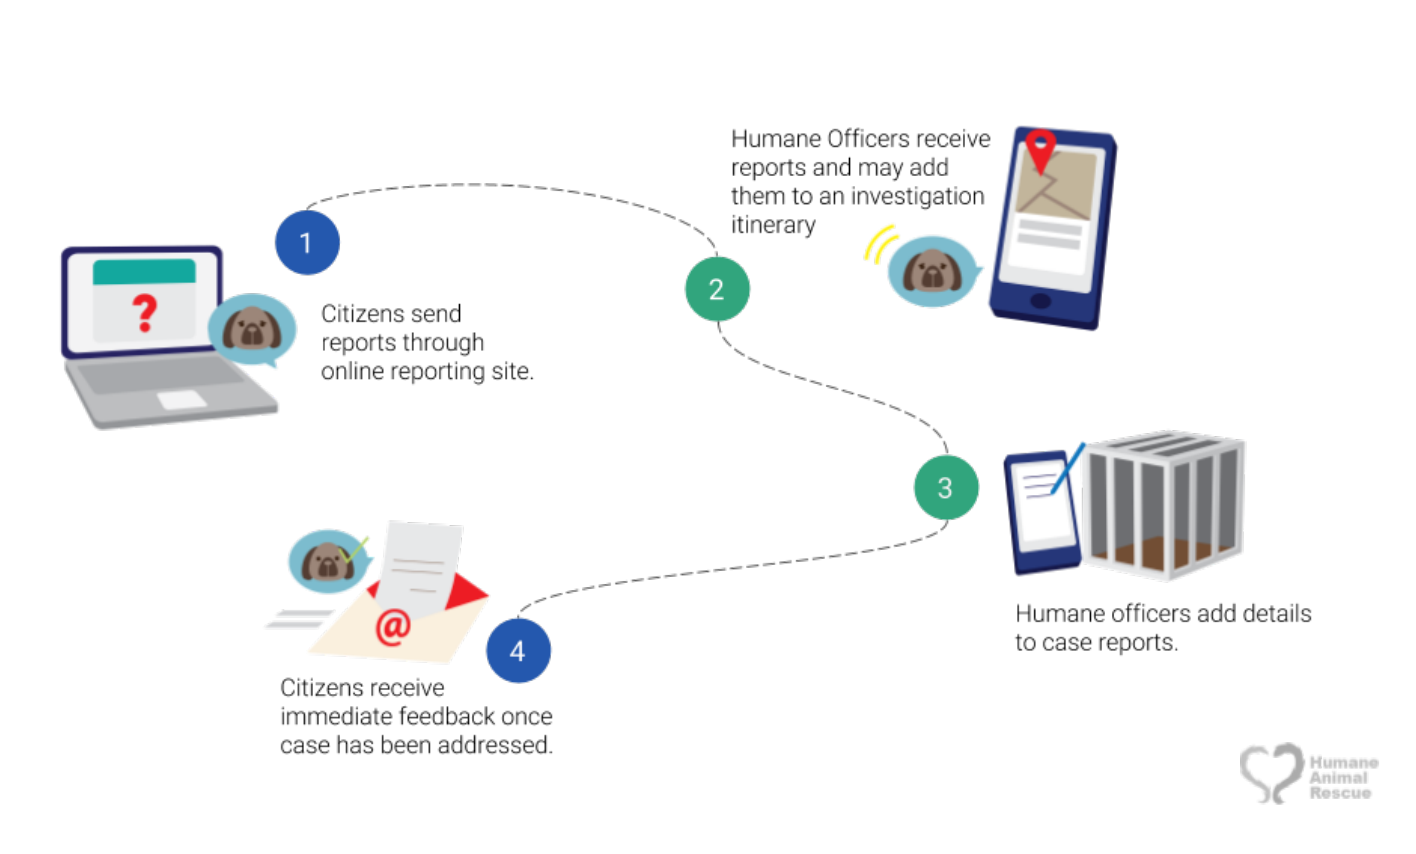 1
Citizens send
reports through
online reporting site.
?
2
Humane Officers receive
reports and may add
them to an investigation
itinerary
3
Humane officers add details
to case reports.
4
@
Citizens receive
immediate feedback once
case has been addressed.
Humane
Animal
Rescue